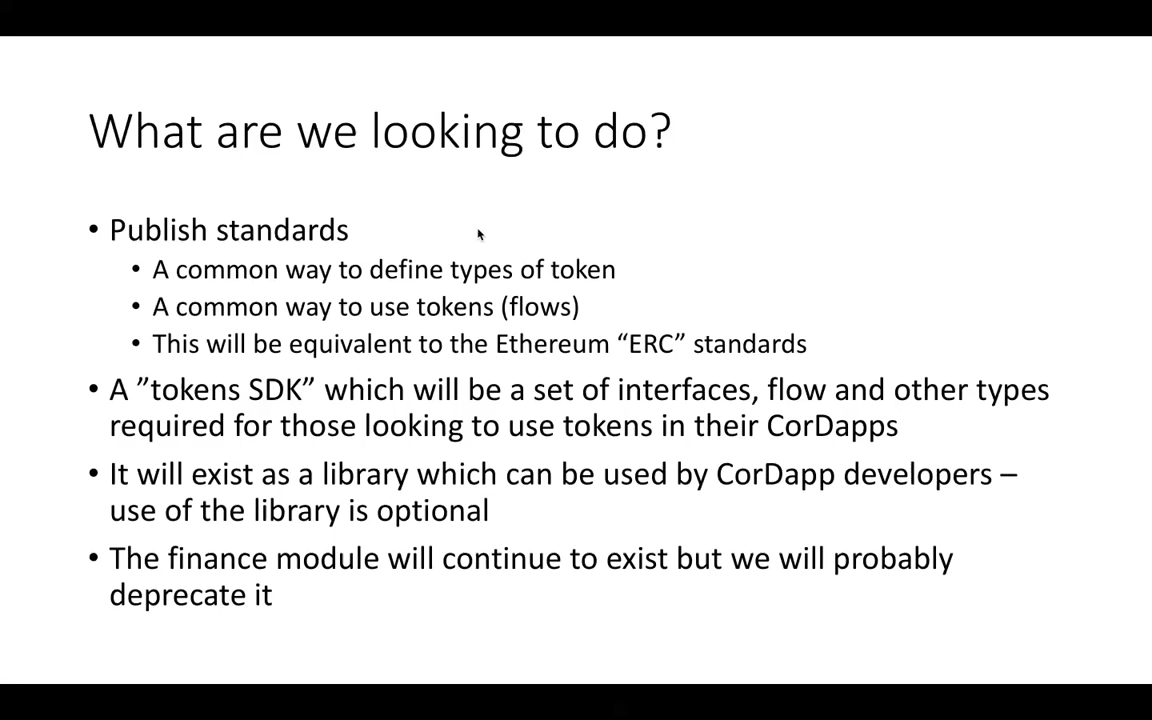 What are we looking to do?
• Publish standards
• A common way to define types of token
• A common way to use tokens (flows)
• This will be equivalent to the Ethereum “ERC” standards
• A ”tokens SDK” which will be a set of interfaces, flow and other types
required for those looking to use tokens in their CorDapps
• It will exist as a library which can be used by CorDapp developers –
use of the library is optional
• The finance module will continue to exist but we will probably
deprecate it